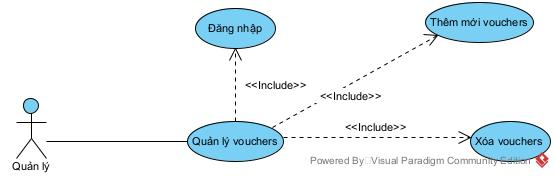 Đăng nhập
Thêm mới vouchers
<<Include>>
<<Include>>
<<Include>>
Quản lý vouchers
Xóa vouchers
Quản lý
Powered By Visual Paradigm Community Edition